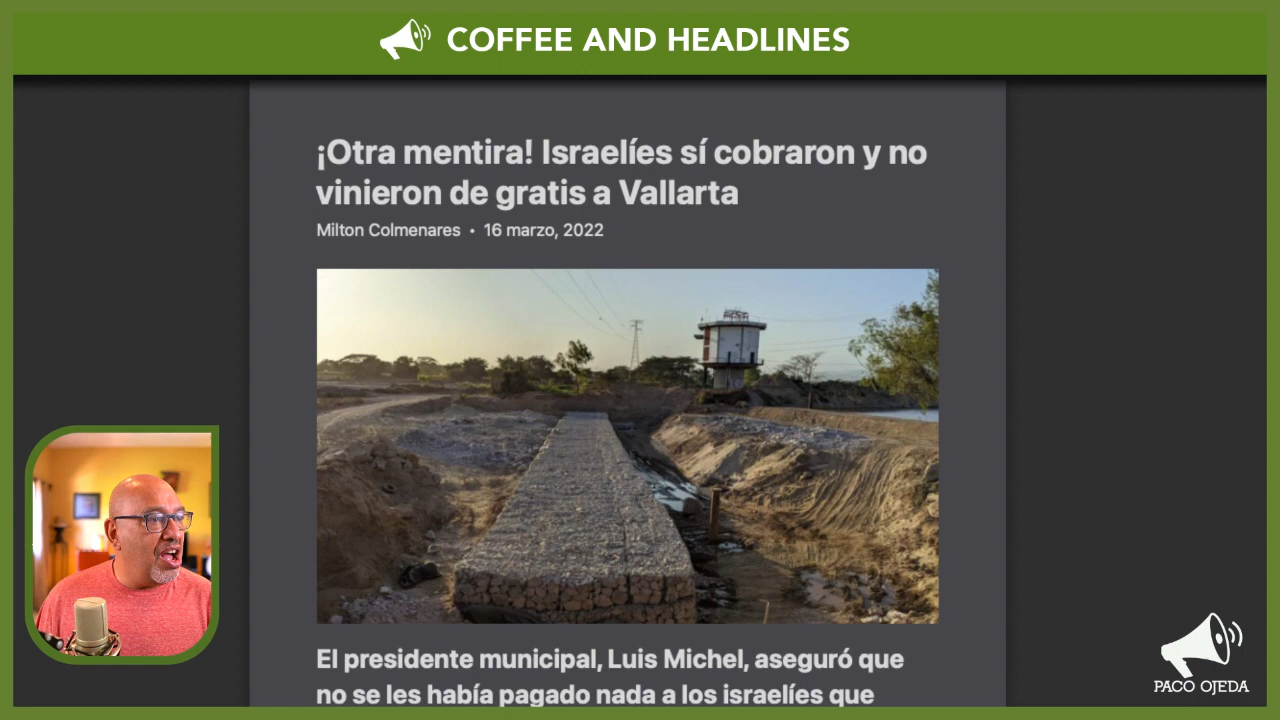 COFFEE AND HEADLINES
¡Otra mentira! Israelíes sí cobraron y no
vinieron de gratis a Vallarta
Milton Colmenares • 16 marzo, 2022
El presidente municipal, Luis Michel, aseguró que
no se les había pagado nada a los israelíes que
PACO OJEDA